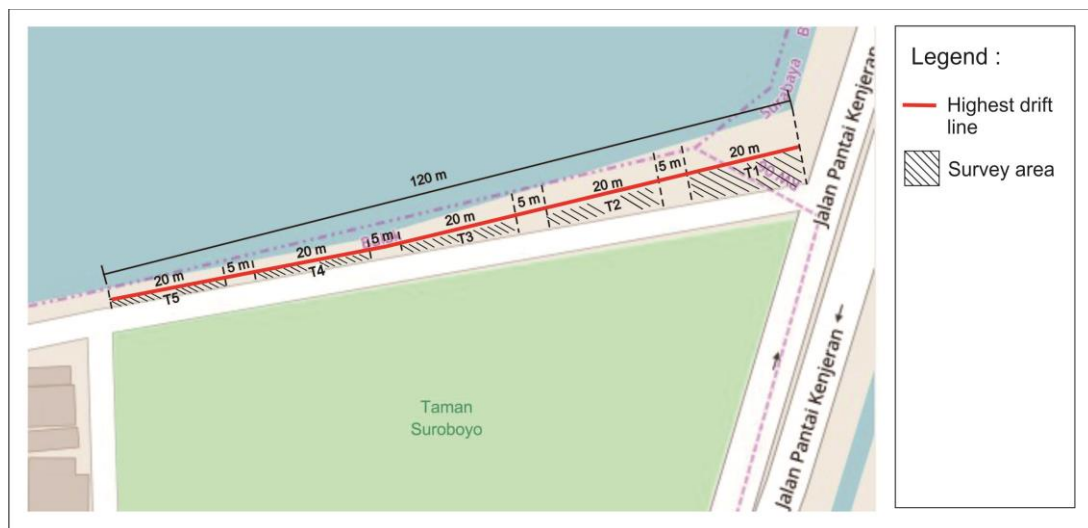 Legend :
Highest drift
line
Survey area
B
Surabaya
Jalan Pantai Kenjeran
120 m
20 m
5 m
20 m
5 m
20 m
5 m
20 m
5 m
20 m
T1
T2
T3
T4
T5
Taman
Suroboyo
Jalan Pantai Kenjeran